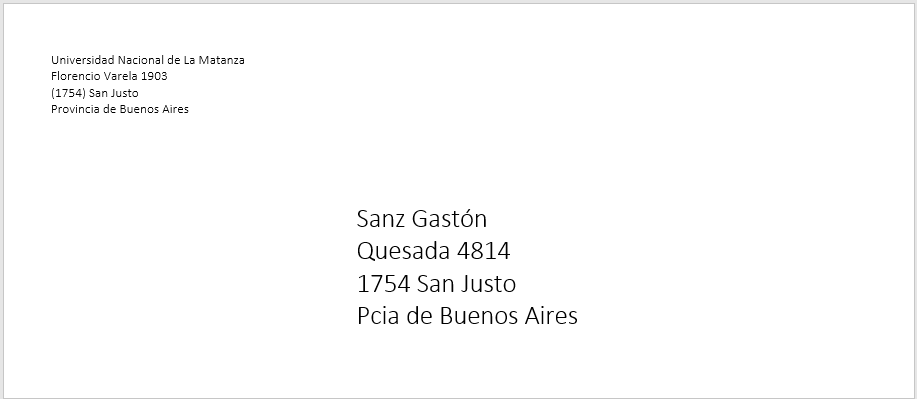 Universidad Nacional de La Matanza
Florencio Varela 1903
(1754) San Justo
Provincia de Buenos Aires
Sanz Gastón
Quesada 4814
1754 San Justo
Pcia de Buenos Aires